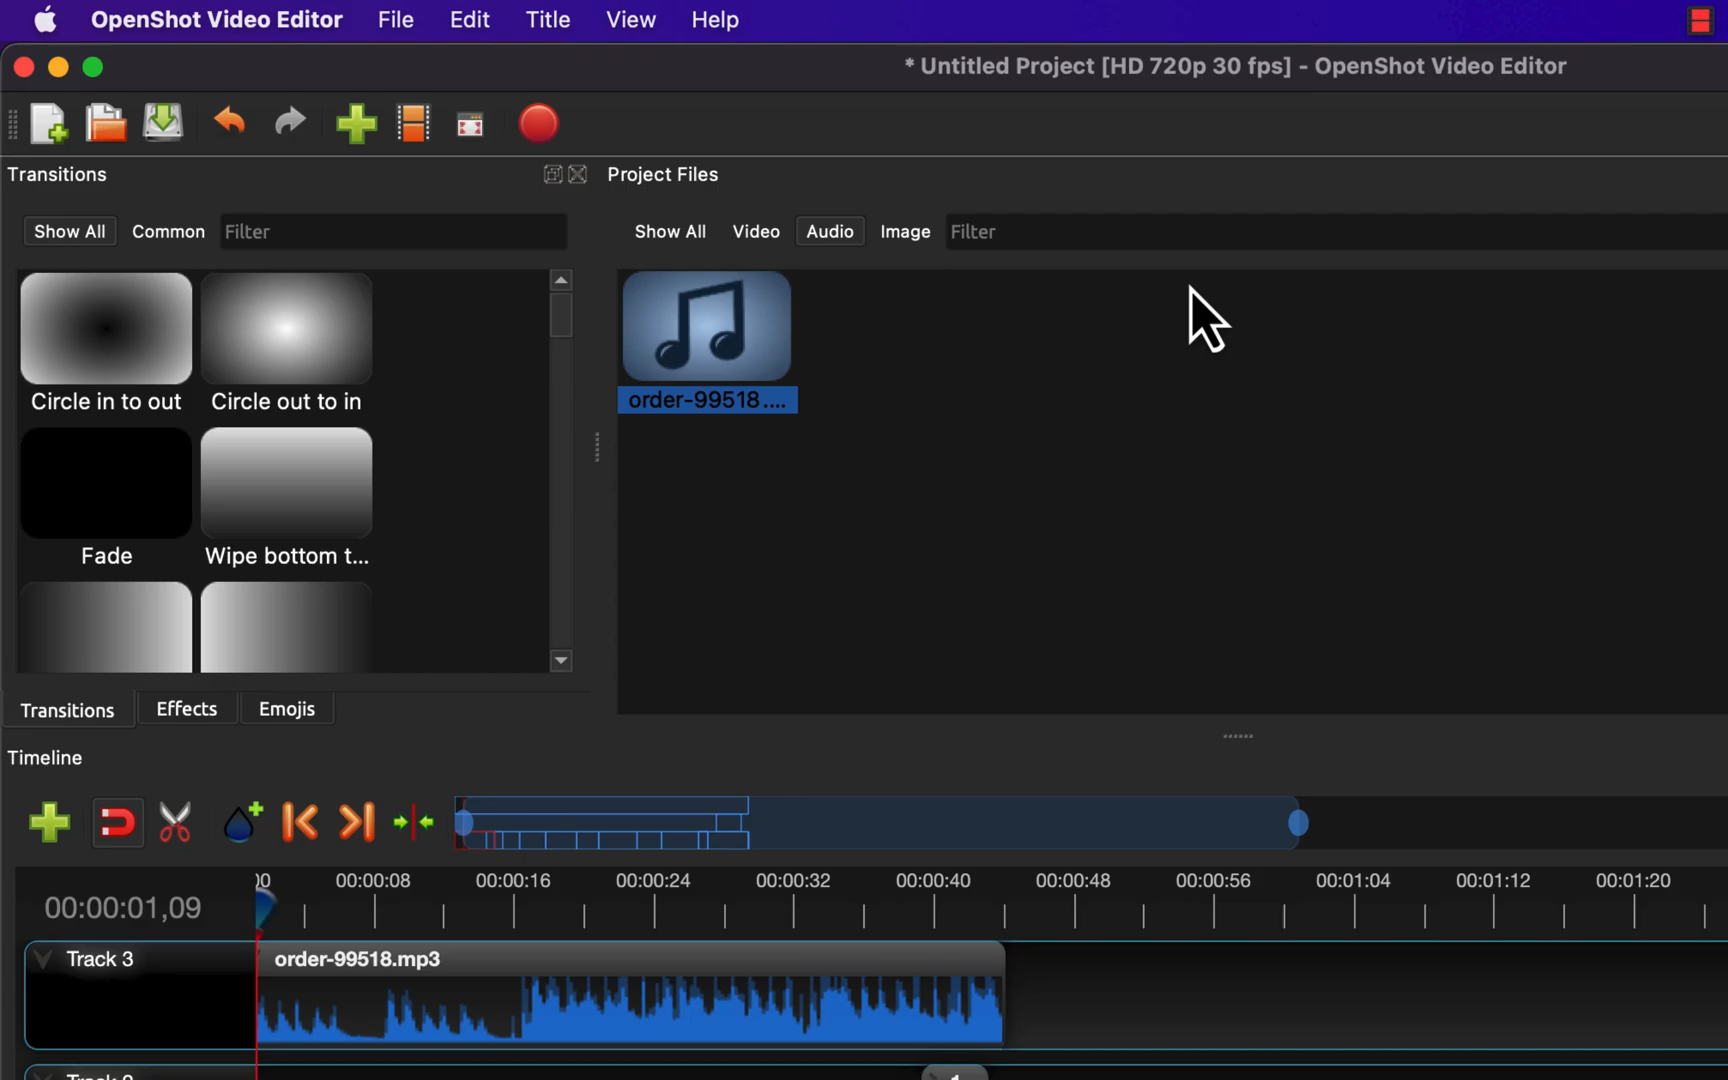 OpenShot Video Editor File Edit Title View Help
* Untitled Project [HD 720p 30 fps] - OpenShot Video Editor
Transitions
Project Files
Show All Common Filter
Show All Video Audio Image Filter
Circle in to out
Circle out to in
order-99518....
Fade
Wipe bottom t...
Transitions Effects Emojis
Timeline
00:00:08 00:00:16 00:00:24 00:00:32 00:00:40 00:00:48 00:00:56 00:01:04 00:01:12 00:01:20
00:00:01,09
Track 3
order-99518.mp3